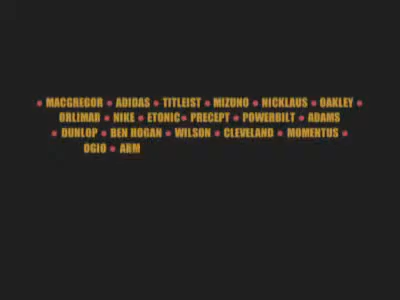 • MACGREGOR • ADIDAS • TITLEIST • MIZUNO • NICKLAUS • OAKLEY •
ORLIMAR • NIKE • ETONIC • PRECEPT • POWERBILT • ADAMS
• DUNLOP • BEN HOGAN • WILSON • CLEVELAND • MOMENTUS •
OGIO • ARM